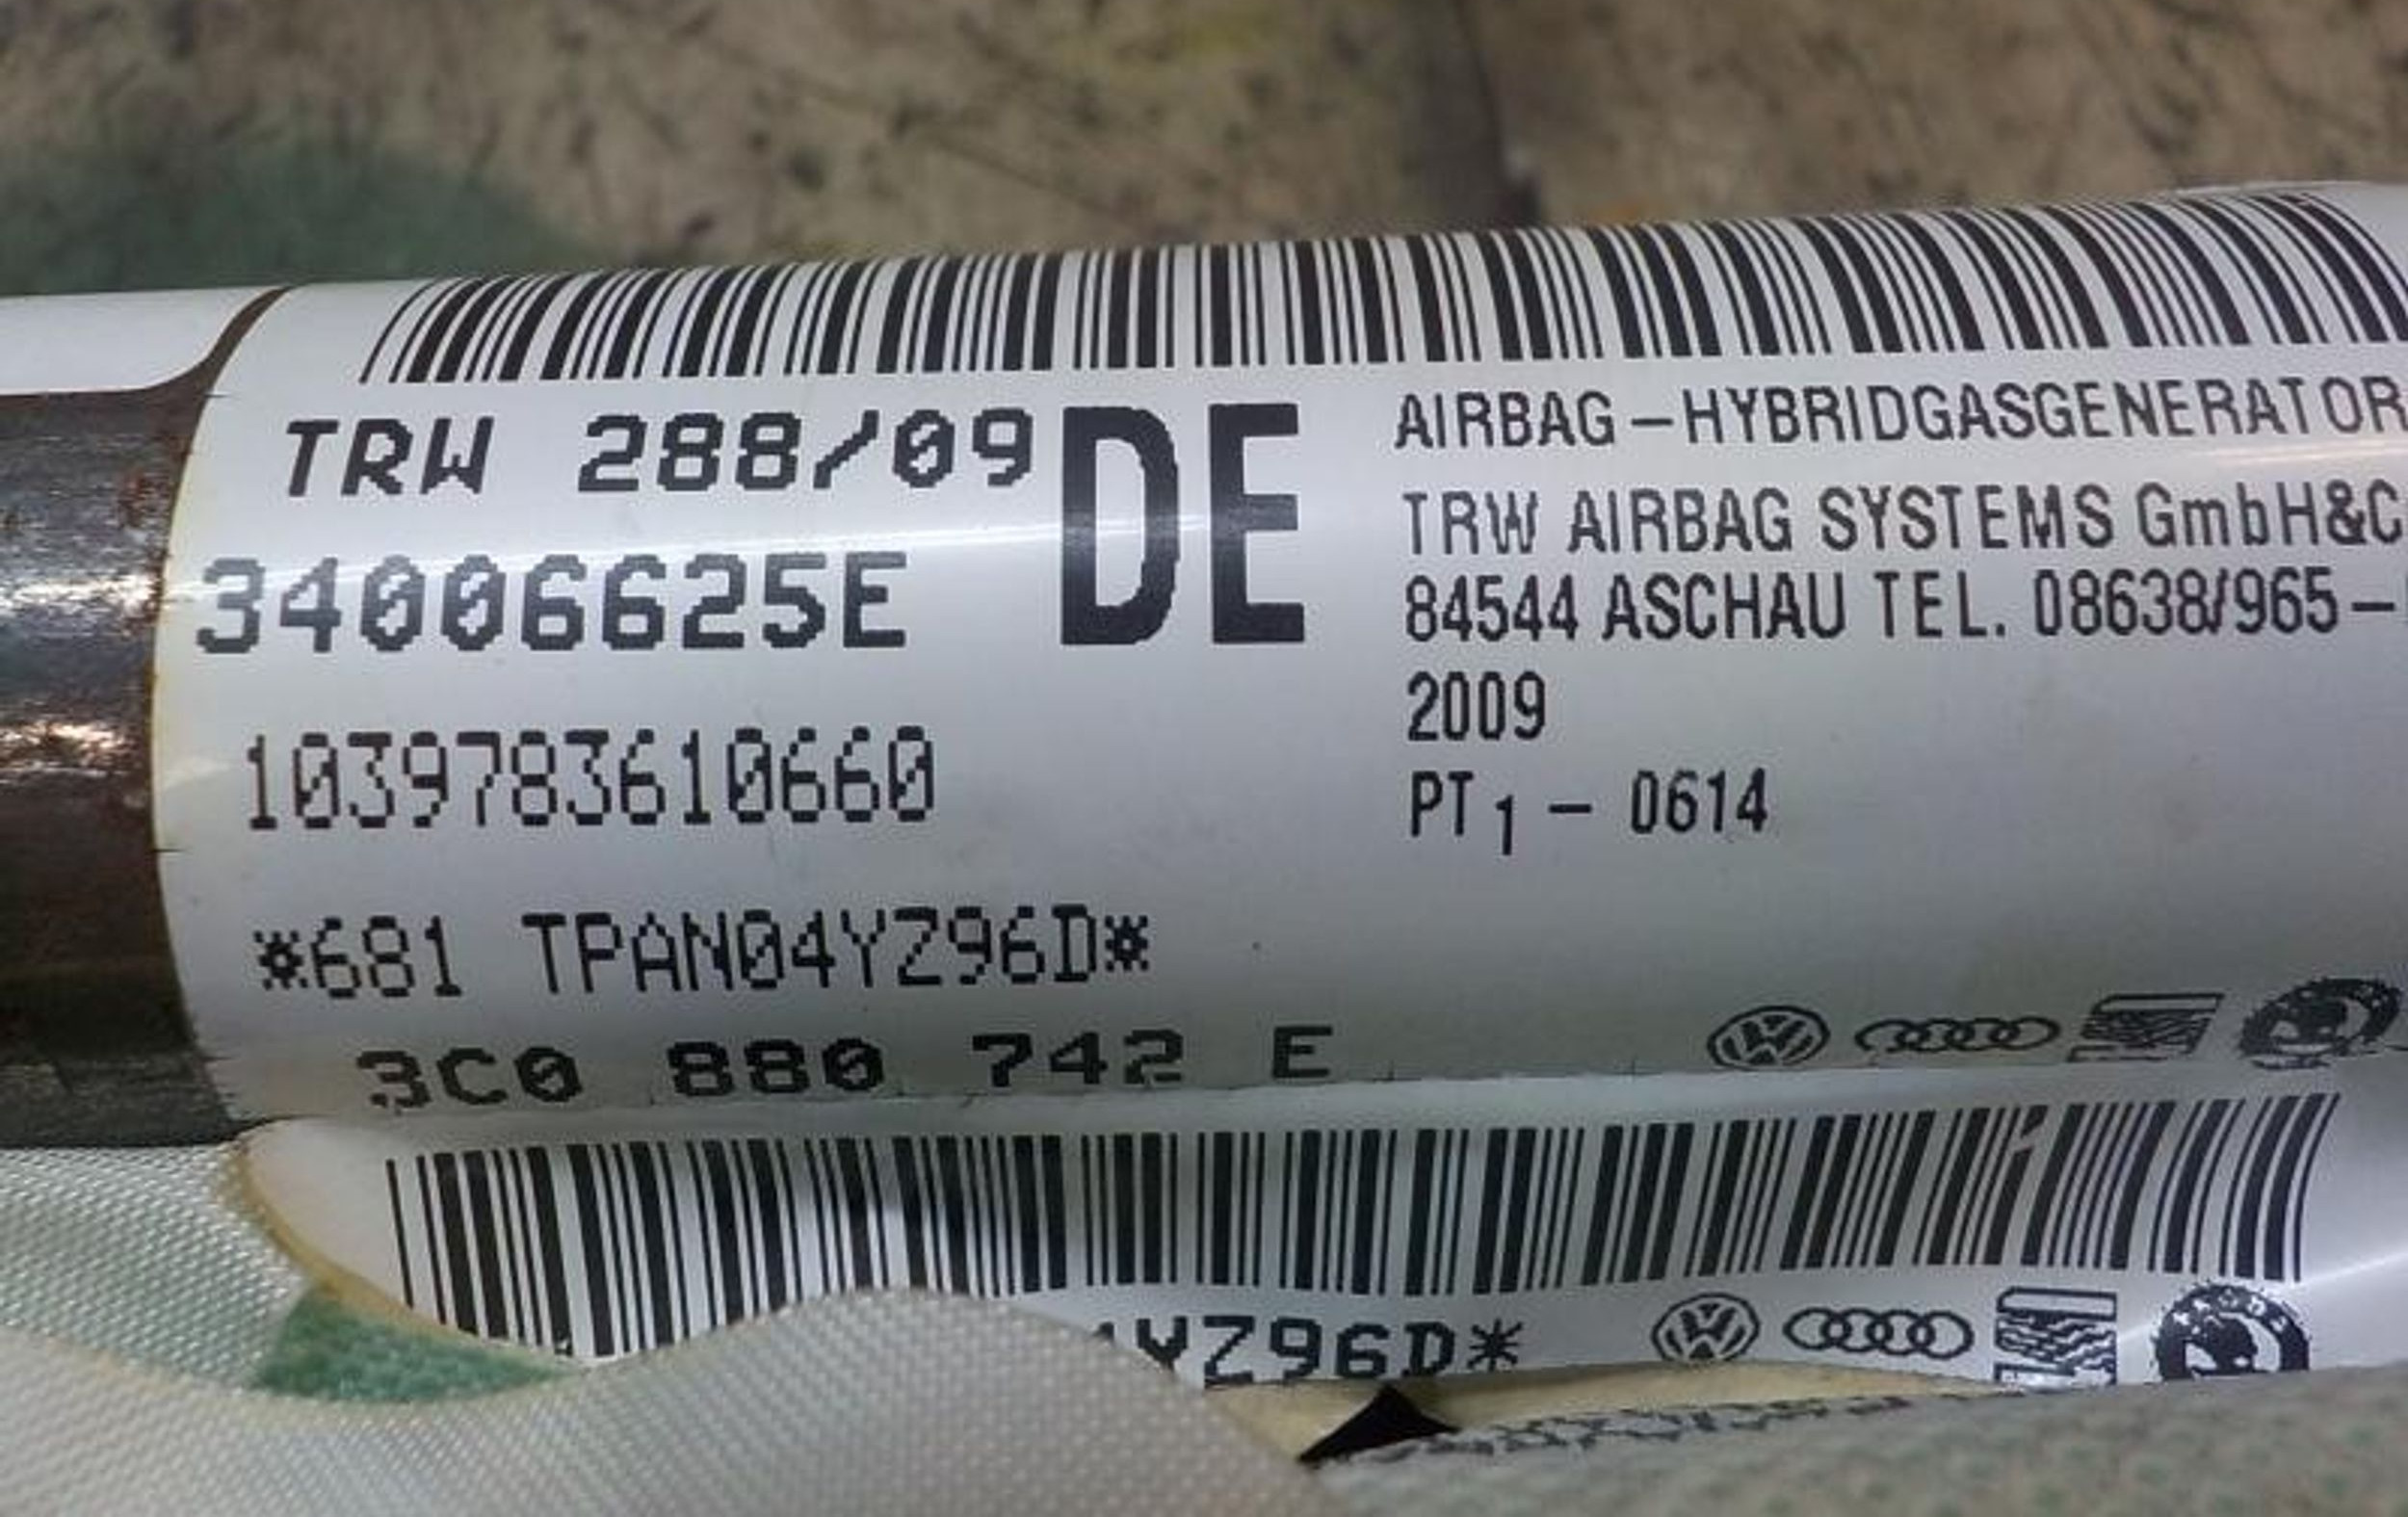 TRW 288/09 DE
34006625E
1039783610660
*681 TPAN04YZ96D*
3C0 880 742 E
AIRBAG-HYBRIDGASGENERATOR
TRW AIRBAG SYSTEMS GmbH&C
84544 ASCHAU TEL. 08638/965-
2009
PT1 - 0614
YZ96D*